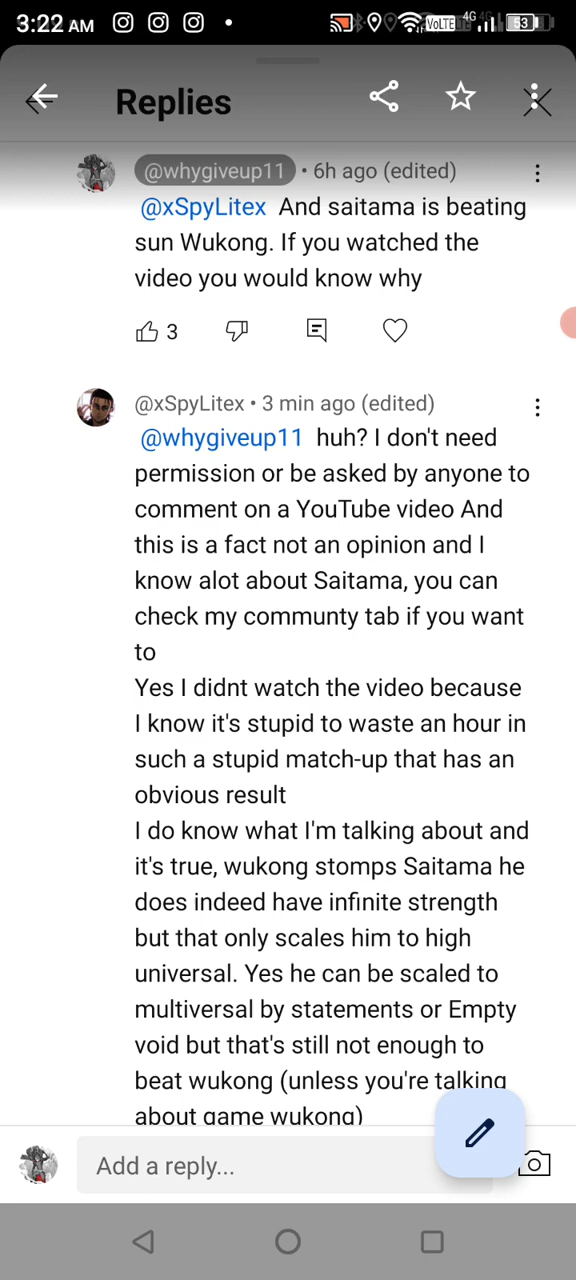 3:22 AM
VoLTE 4G 53
Replies
@whygiveup11 • 6h ago (edited)
@xSpyLitex And saitama is beating
sun Wukong. If you watched the
video you would know why
3
@xSpyLitex • 3 min ago (edited)
@whygiveup11 huh? I don't need
permission or be asked by anyone to
comment on a YouTube video And
this is a fact not an opinion and I
know alot about Saitama, you can
check my communty tab if you want
to
Yes I didnt watch the video because
I know it's stupid to waste an hour in
such a stupid match-up that has an
obvious result
I do know what I'm talking about and
it's true, wukong stomps Saitama he
does indeed have infinite strength
but that only scales him to high
universal. Yes he can be scaled to
multiversal by statements or Empty
void but that's still not enough to
beat wukong (unless you're talking
about game wukong)
Add a reply...